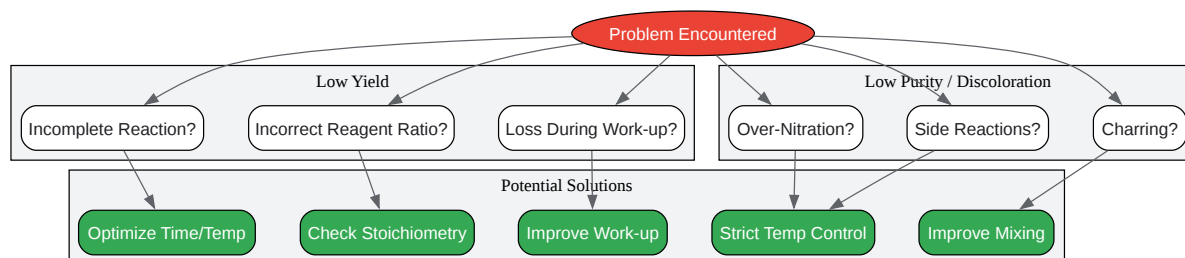 Problem Encountered
Low Yield
Low Purity / Discoloration
Incomplete Reaction?
Incorrect Reagent Ratio?
Loss During Work-up?
Over-Nitration?
Side Reactions?
Charring?
Potential Solutions
Optimize Time/Temp
Check Stoichiometry
Improve Work-up
Strict Temp Control
Improve Mixing